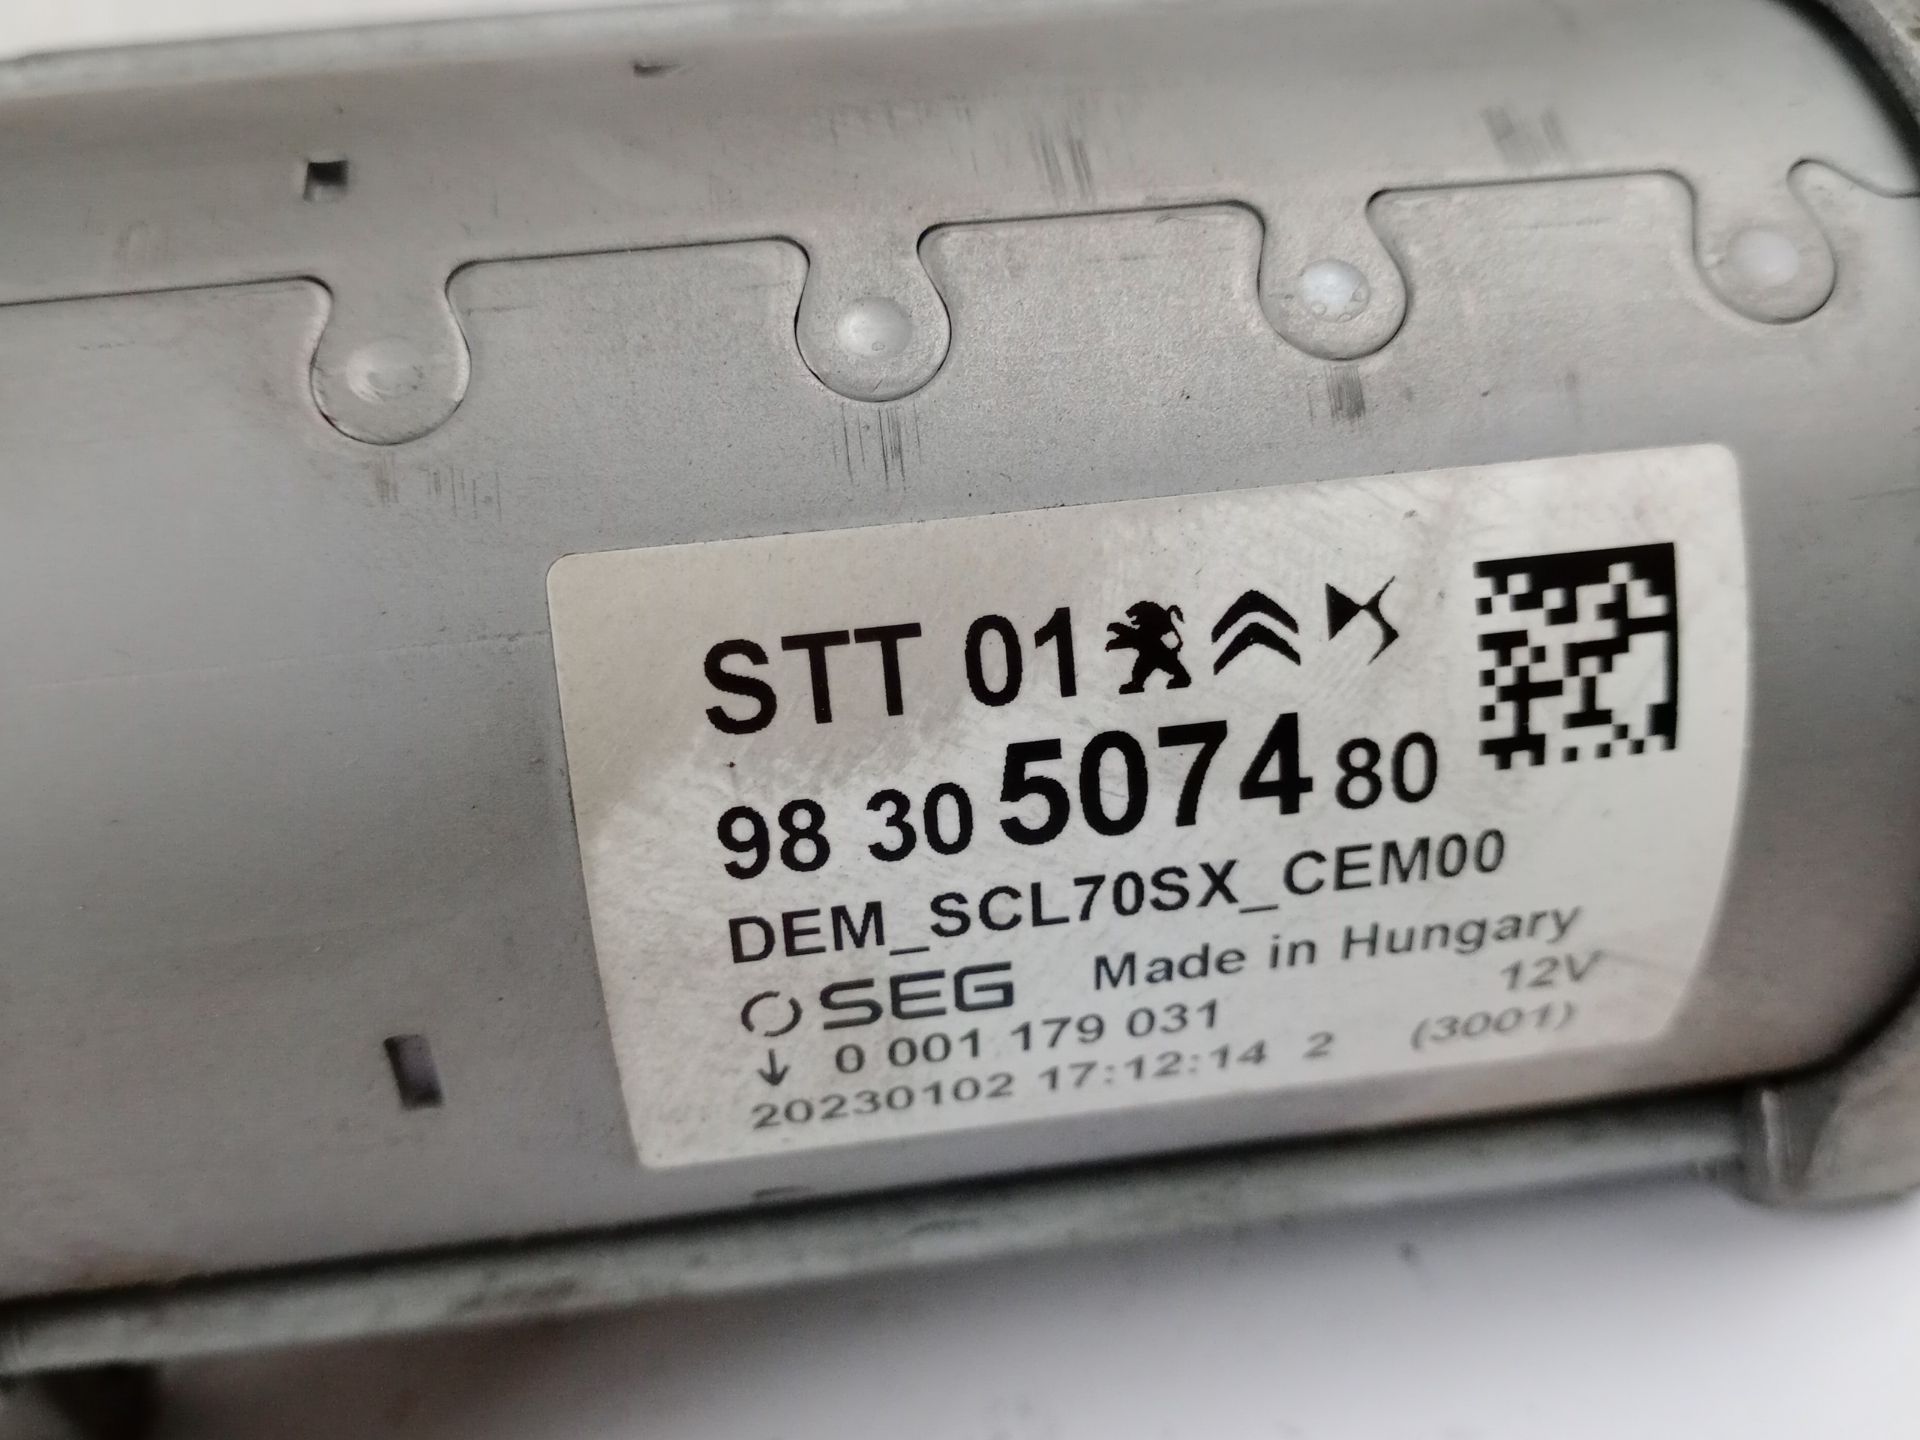 STT 01
98 30 5074 80
DEM_SCL70SX_CEM00
SEG Made in Hungary
0 001 179 031 12V
20230102 17:12:14 2 (3001)